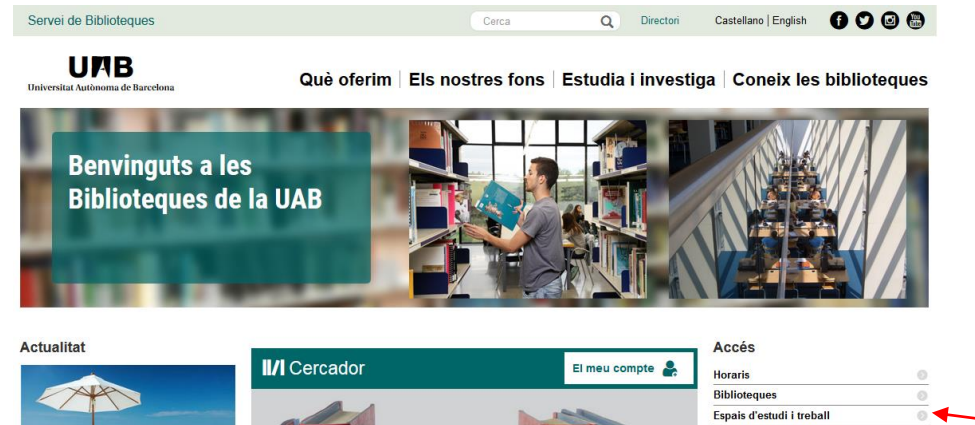 Servei de Biblioteques
Cerca
Directori
Castellano | English
You Tube
UAB
Universitat Autònoma de Barcelona
Què oferim | Els nostres fons | Estudia i investiga | Coneix les biblioteques
Benvinguts a les
Biblioteques de la UAB
Actualitat
Cercador
El meu compte
Accés
Horaris
Biblioteques
Espais d'estudi i treball